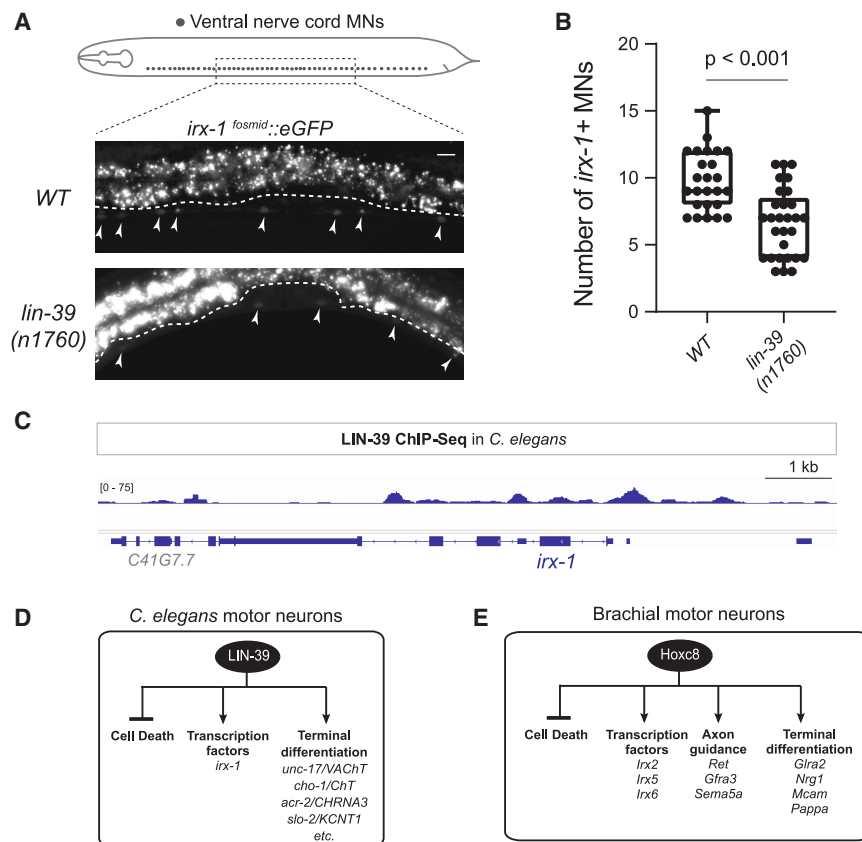 A
Ventral nerve cord MNs
irx-1 fosmid::eGFP
WT
lin-39
(n1760)
B
Number of irx-1+ MNs
20
15
10
5
0
p < 0.001
WT
lin-39
(n1760)
C
LIN-39 ChIP-Seq in C. elegans
1 kb
[0 - 75]
C41G7.7
irx-1
D
C. elegans motor neurons
LIN-39
Cell Death
Transcription
factors
irx-1
Terminal
differentiation
unc-17/VAChT
cho-1/ChT
acr-2/CHRNA3
slo-2/KCNT1
etc.
E
Brachial motor neurons
Hoxc8
Cell Death
Transcription
factors
Irx2
Irx5
Irx6
Axon
guidance
Ret
Gfra3
Sema5a
Terminal
differentiation
Glra2
Nrg1
Mcam
Pappa